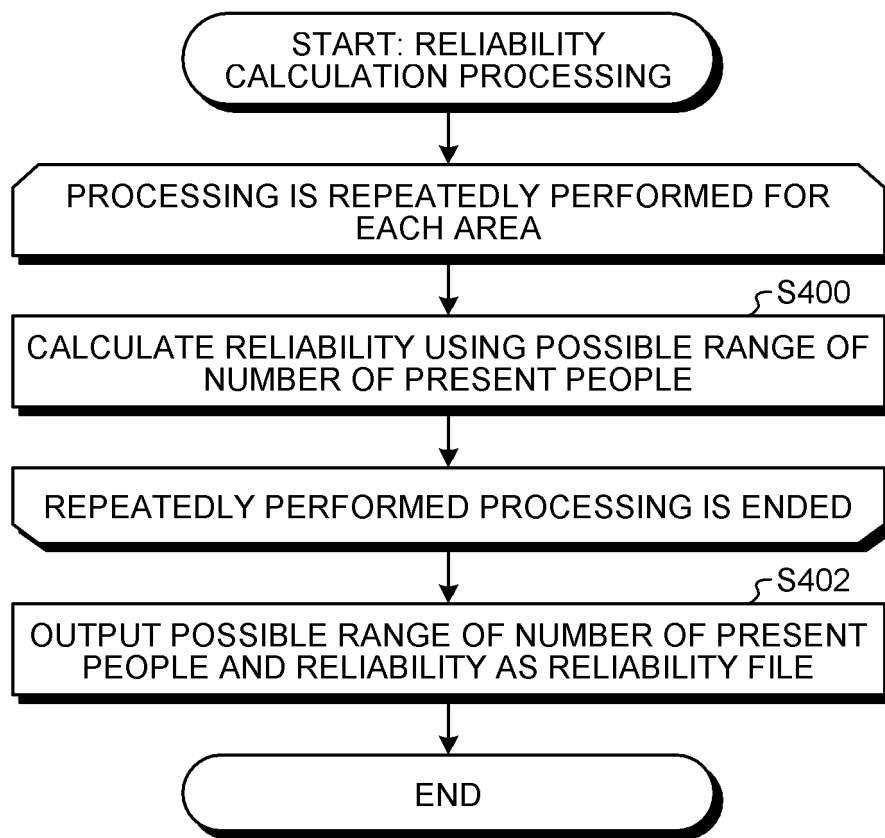 START: RELIABILITY
CALCULATION PROCESSING
PROCESSING IS REPEATEDLY PERFORMED FOR
EACH AREA
S400
CALCULATE RELIABILITY USING POSSIBLE RANGE OF
NUMBER OF PRESENT PEOPLE
REPEATEDLY PERFORMED PROCESSING IS ENDED
S402
OUTPUT POSSIBLE RANGE OF NUMBER OF PRESENT
PEOPLE AND RELIABILITY AS RELIABILITY FILE
END